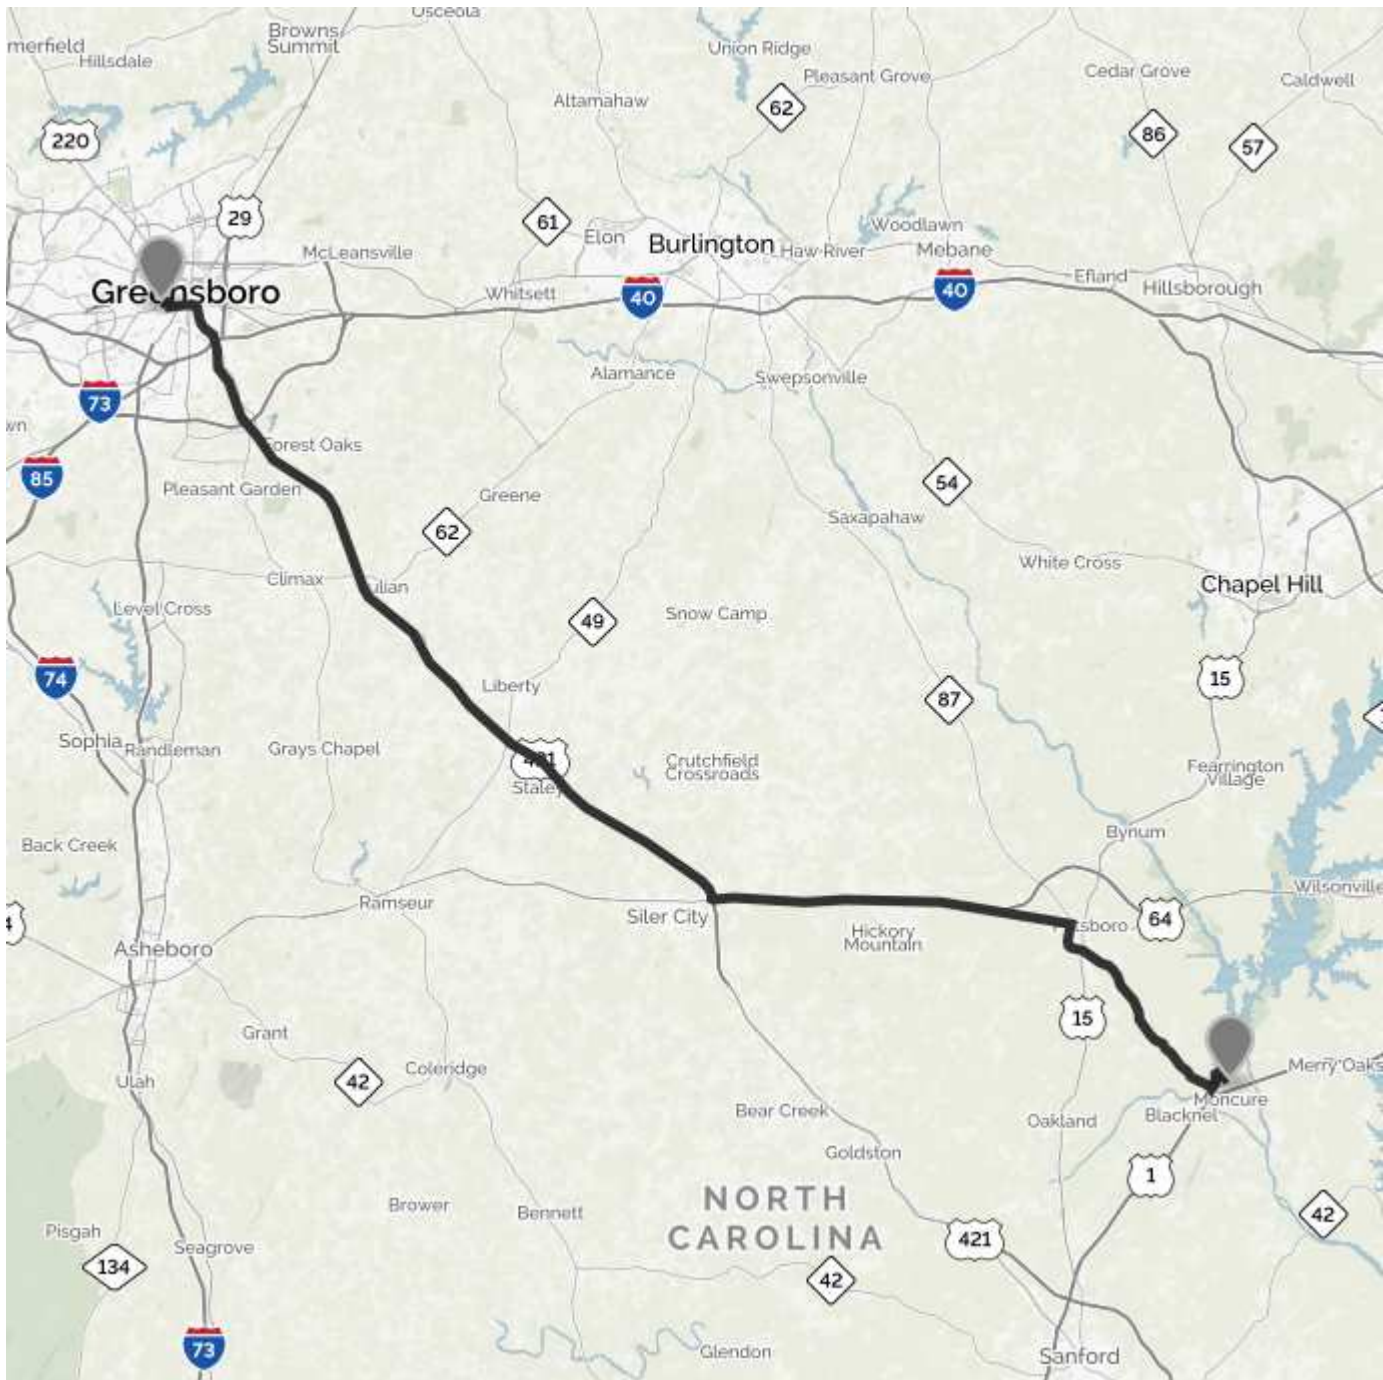 Osceola
Browns
Summit
merfield
Hillsdale
Union Ridge
Pleasant Grove
Cedar Grove
Caldwell
Altamahaw
62
86
57
220
29
61
Elon
Burlington
Haw River
Woodlawn
Mebane
McLeansville
Greensboro
Whitsett
40
40
Efland
Hillsborough
Alamance
Swepsonville
73
wn
Forest Oaks
85
Pleasant Garden
Greene
54
62
Saxapahaw
White Cross
Climax
ulian
Chapel Hill
Level Cross
49
Snow Camp
74
15
Liberty
87
Sophia
Randleman
Grays Chapel
421
Staley
Crutchfield
Crossroads
Fearrington
Village
Back Creek
Bynum
Wilsonville
Ramseur
Siler City
64
4
Asheboro
Hickory
Mountain
sboro
15
Grant
Coleridge
42
Ulah
Merry Oaks
Moncure
Bear Creek
Blacknel
Oakland
Goldston
1
Brower
Bennett
NORTH
CAROLINA
42
Pisgah
Seagrove
421
134
42
73
Glendon
Sanford